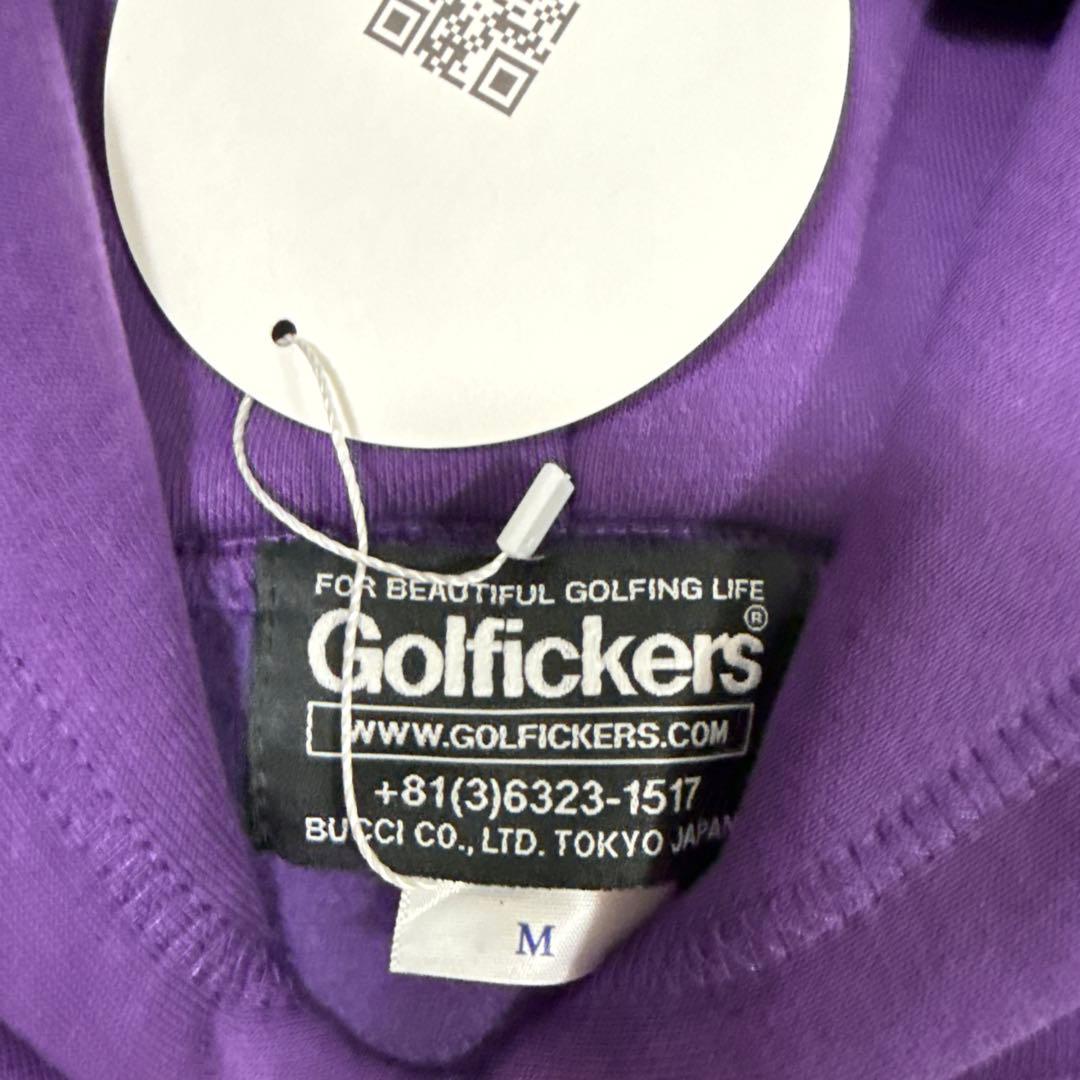 FOR BEAUTIFUL GOLFING LIFE
Golfickers®
WWW.GOLFICKERS.COM
+81(3)6323-1517
BUCCI CO., LTD. TOKYO JAPAN
M